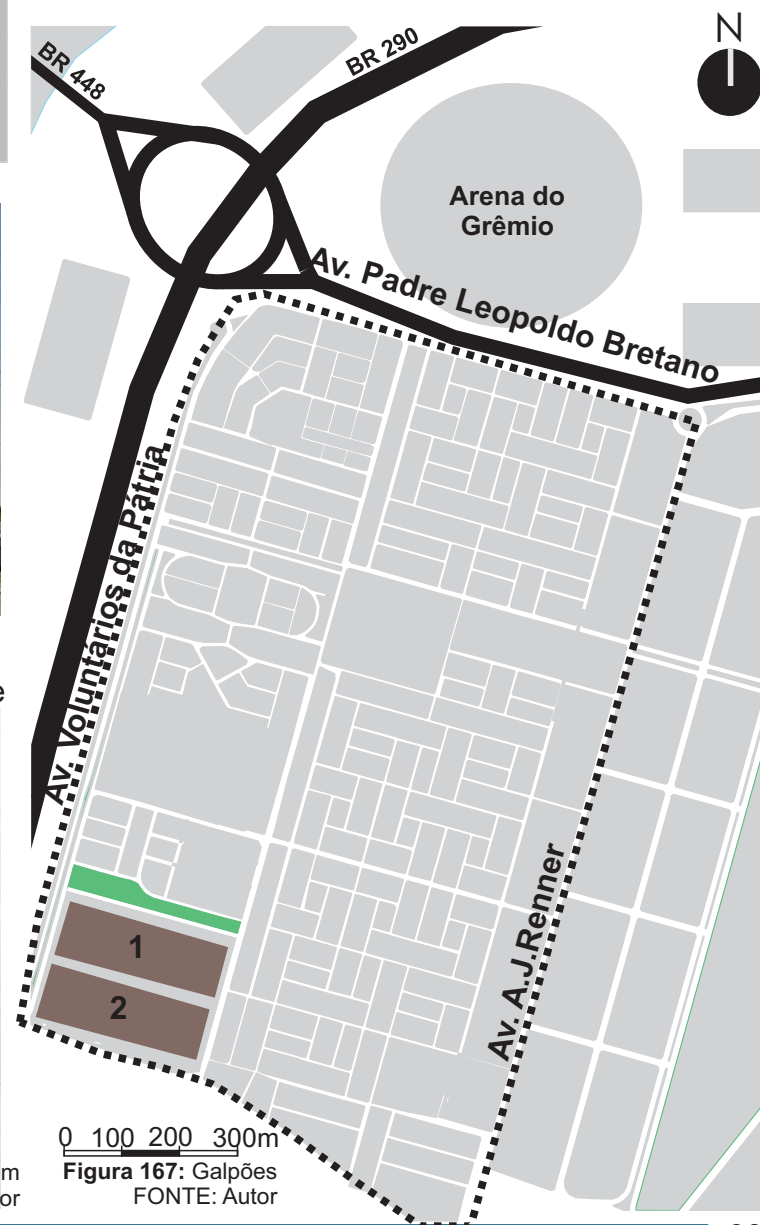 N
BR 448
BR 290
Arena do
Grêmio
Av. Padre Leopoldo Bretano
Av. Voluntários da Pátria
e
Av. A.J.Renner
1
2
0 100 200 300m
m
Figura 167: Galpões
or
FONTE: Autor